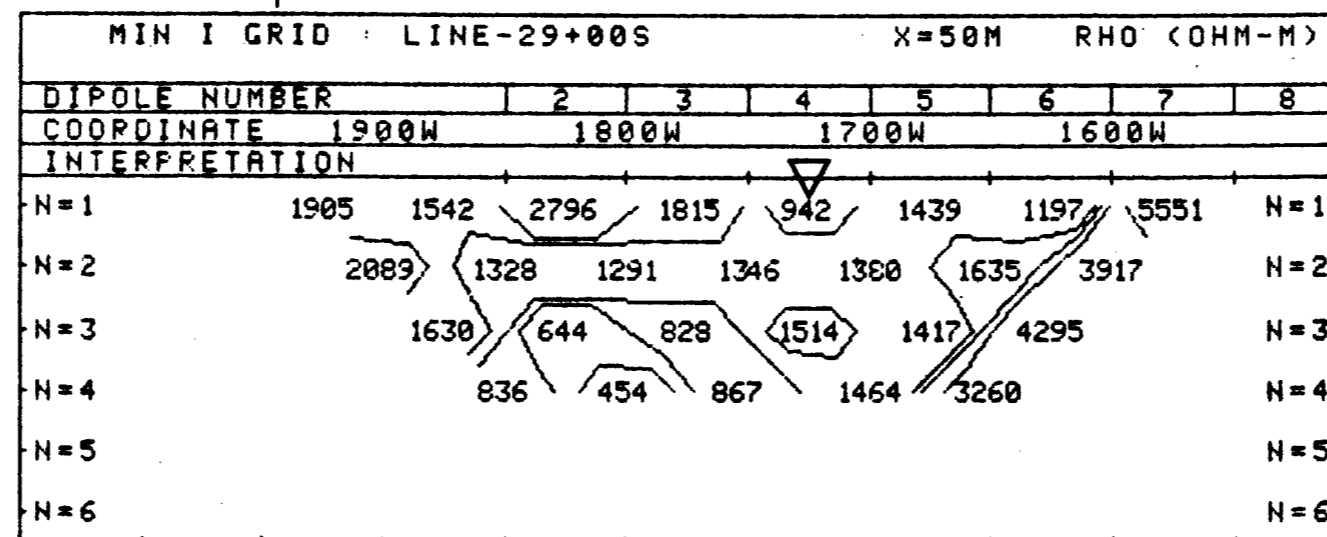 MIN I GRID : LINE-29+00S X=50M RHO (OHM-M)
DIPOLE NUMBER 2 3 4 5 6 7 8
COORDINATE 1900W 1800W 1700W 1600W
INTERPRETATION
N=1 1905 1542 2796 1815 942 1439 1197 5551 N=1
N=2 2089 1328 1291 1346 1380 1635 3917 N=2
N=3 1630 644 828 1514 1417 4295 N=3
N=4 836 454 867 1464 3260 N=4
N=5 N=5
N=6 N=6